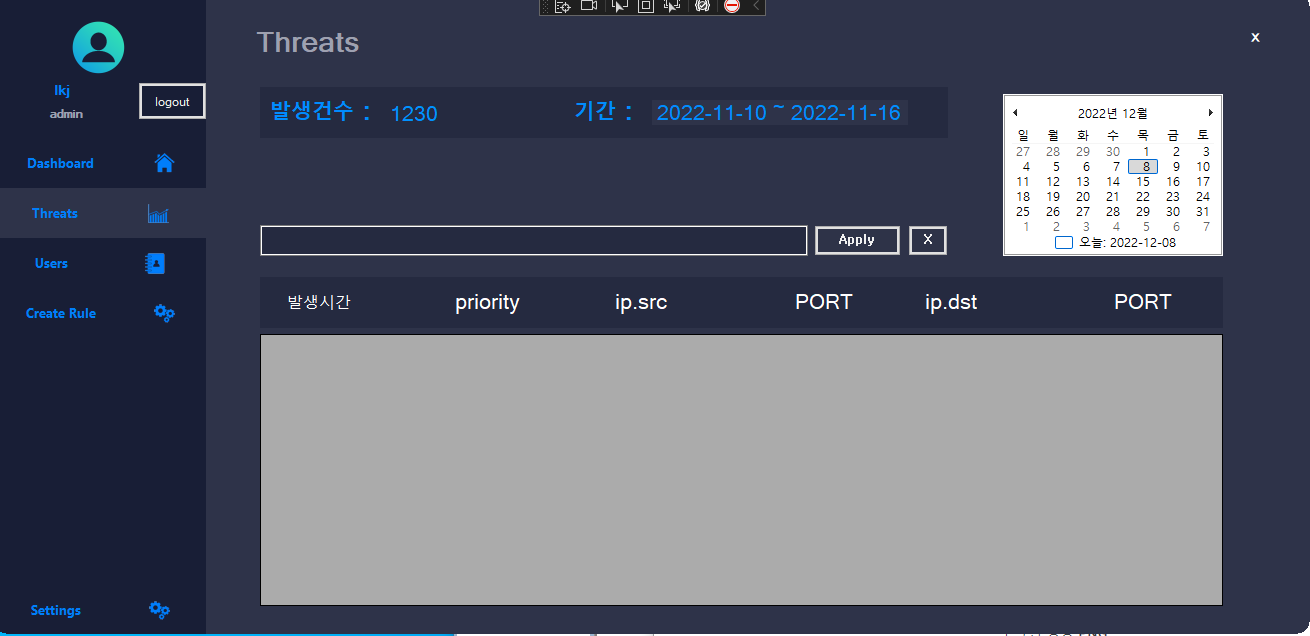 lkj
admin
logout
Dashboard
Threats
Users
Create Rule
Settings
Threats
x
발생건수 : 1230 기간 : 2022-11-10 ~ 2022-11-16
Apply X
2022년 12월
일 월 화 수 목 금 토
27 28 29 30 1 2 3
4 5 6 7 8 9 10
11 12 13 14 15 16 17
18 19 20 21 22 23 24
25 26 27 28 29 30 31
1 2 3 4 5 6 7
오늘: 2022-12-08
발생시간 priority ip.src PORT ip.dst PORT